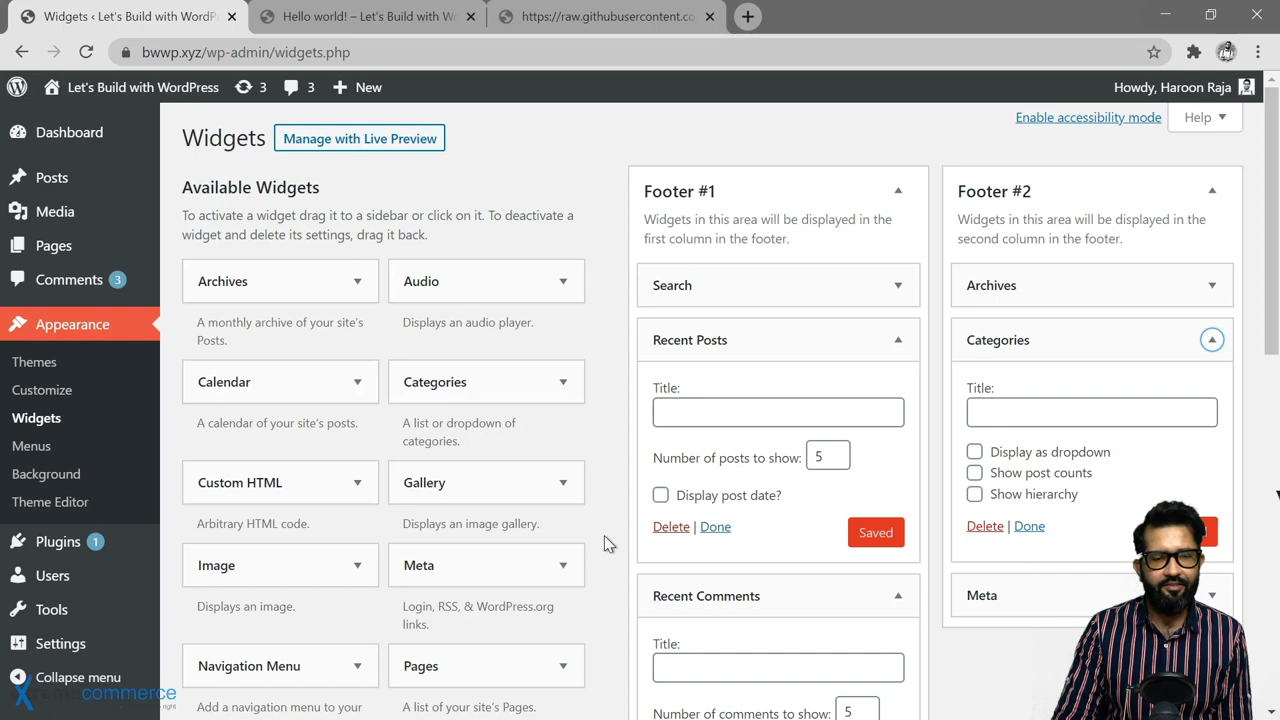 Widgets ‹ Let's Build with WordP
Hello world! – Let's Build with W
https://raw.githubusercontent.co
bwwp.xyz/wp-admin/widgets.php
Let's Build with WordPress
3
3
New
Howdy, Haroon Raja
Dashboard
Posts
Media
Pages
Comments 3
Appearance
Themes
Customize
Widgets
Menus
Background
Theme Editor
Plugins 1
Users
Tools
Settings
Collapse menu
commerce
Enable accessibility mode
Help
Widgets
Manage with Live Preview
Available Widgets
To activate a widget drag it to a sidebar or click on it. To deactivate a
widget and delete its settings, drag it back.
Archives
A monthly archive of your site's
Posts.
Audio
Displays an audio player.
Calendar
A calendar of your site's posts.
Categories
A list or dropdown of
categories.
Custom HTML
Arbitrary HTML code.
Gallery
Displays an image gallery.
Image
Displays an image.
Meta
Login, RSS, & WordPress.org
links.
Navigation Menu
Add a navigation menu to your
Pages
A list of your site's Pages.
Footer #1
Widgets in this area will be displayed in the
first column in the footer.
Search
Recent Posts
Title:
Number of posts to show: 5
Display post date?
Delete | Done
Saved
Recent Comments
Title:
Number of comments to show: 5
Footer #2
Widgets in this area will be displayed in the
second column in the footer.
Archives
Categories
Title:
Display as dropdown
Show post counts
Show hierarchy
Delete | Done
Meta